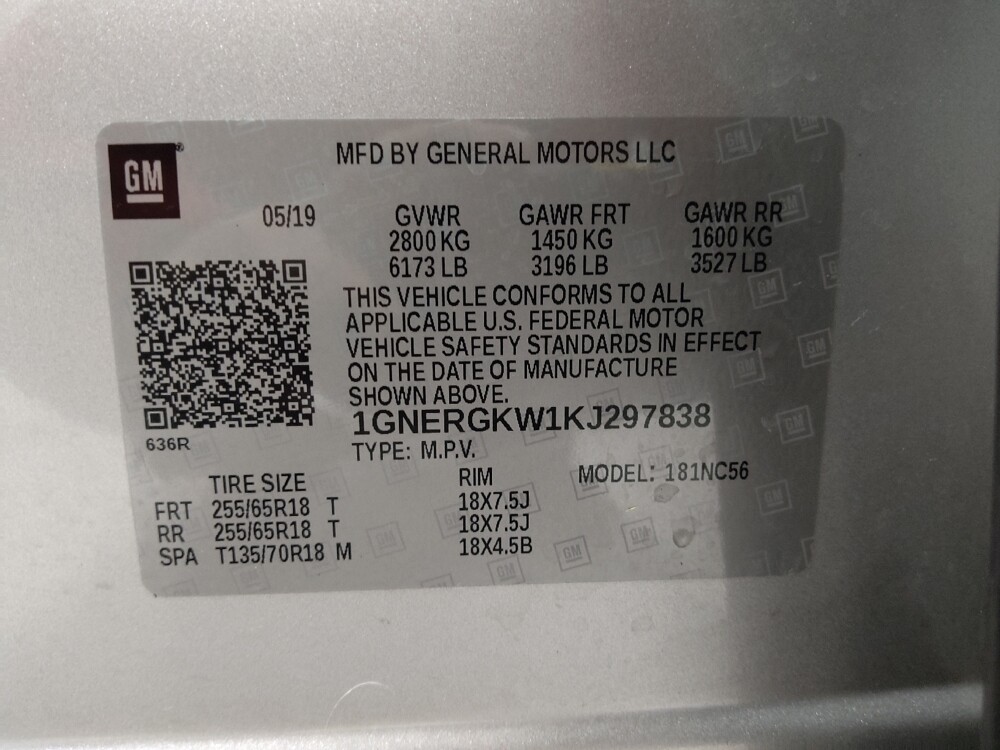 GM
MFD BY GENERAL MOTORS LLC
05/19 GVWR GAWR FRT GAWR RR
2800 KG 1450 KG 1600 KG
6173 LB 3196 LB 3527 LB
THIS VEHICLE CONFORMS TO ALL
APPLICABLE U.S. FEDERAL MOTOR
VEHICLE SAFETY STANDARDS IN EFFECT
ON THE DATE OF MANUFACTURE
SHOWN ABOVE.
1GNERGKW1KJ297838
636R
TYPE: M.P.V.
TIRE SIZE RIM MODEL: 181NC56
FRT 255/65R18 T 18X7.5J
RR 255/65R18 T 18X7.5J
SPA T135/70R18 M 18X4.5B